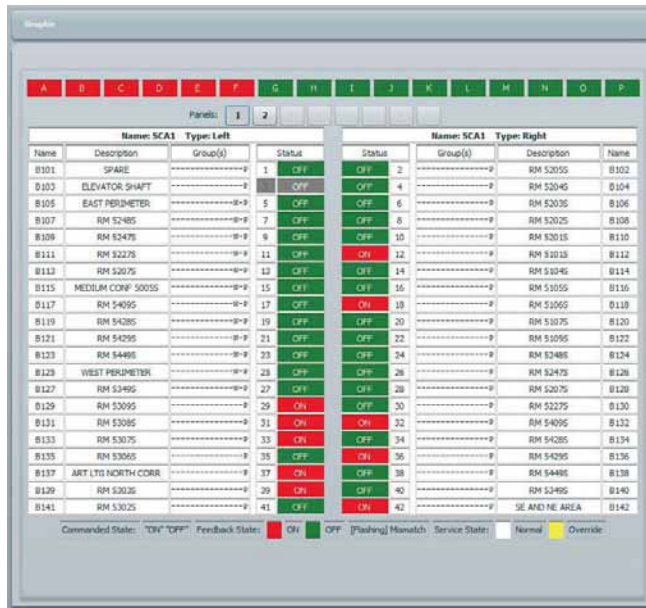 Graphic
A B C D E F G H I J K L M N O P
Panels: 1 2
Name: SCA1 Type: Left Name: SCA1 Type: Right
Name Description Group(s) Status Status Group(s) Description Name
B101 SPARE ---------------P 1 OFF OFF 2 ---------------P RM 5205S B102
B103 ELEVATOR SHAFT ---------------P OFF OFF 4 ---------------P RM 5204S B104
B105 EAST PERIMETER 5 OFF OFF 6 ---------------P RM 5203S B106
B107 RM 5248S 7 OFF OFF 8 ---------------P RM 5202S B108
B109 RM 5247S 9 OFF OFF 10 ---------------P RM 5201S B110
B111 RM 5227S 11 OFF ON 12 ---------------P RM 5101S B112
B113 RM 5207S 13 OFF OFF 14 ---------------P RM 5104S B114
B115 MEDIUM CONF 5005S 15 OFF OFF 16 ---------------P RM 5105S B116
B117 RM 5409S 17 OFF ON 18 ---------------P RM 5106S B118
B119 RM 5428S 19 OFF OFF 20 ---------------P RM 5107S B120
B121 RM 5429S 21 OFF OFF 22 ---------------P RM 5109S B122
B123 RM 5449S 23 OFF OFF 24 ---------------P RM 5348S B124
B125 WEST PERIMETER 25 OFF OFF 26 ---------------P RM 5247S B126
B127 RM 5349S 27 OFF OFF 28 ---------------P RM 5207S B128
B129 RM 5309S ---------------P 29 ON OFF 30 ---------------P RM 5227S B130
B131 RM 5308S ---------------P 31 ON ON 32 ---------------P RM 5409S B132
B133 RM 5307S ---------------P 33 ON OFF 34 ---------------P RM 5428S B134
B135 RM 5306S ---------------P 35 OFF ON 36 ---------------P RM 5429S B136
B137 ART LTG NORTH CORR ---------------P 37 ON OFF 38 ---------------P RM 5449S B138
B139 RM 5303S ---------------P 39 ON OFF 40 ---------------P RM 5349S B140
B141 RM 5302S ---------------P 41 OFF ON 42 ---------------P SE AND NE AREA B142
Commanded State: "ON" "OFF" Feedback State: ON OFF [Flashing] Mismatch Service State: Normal Override